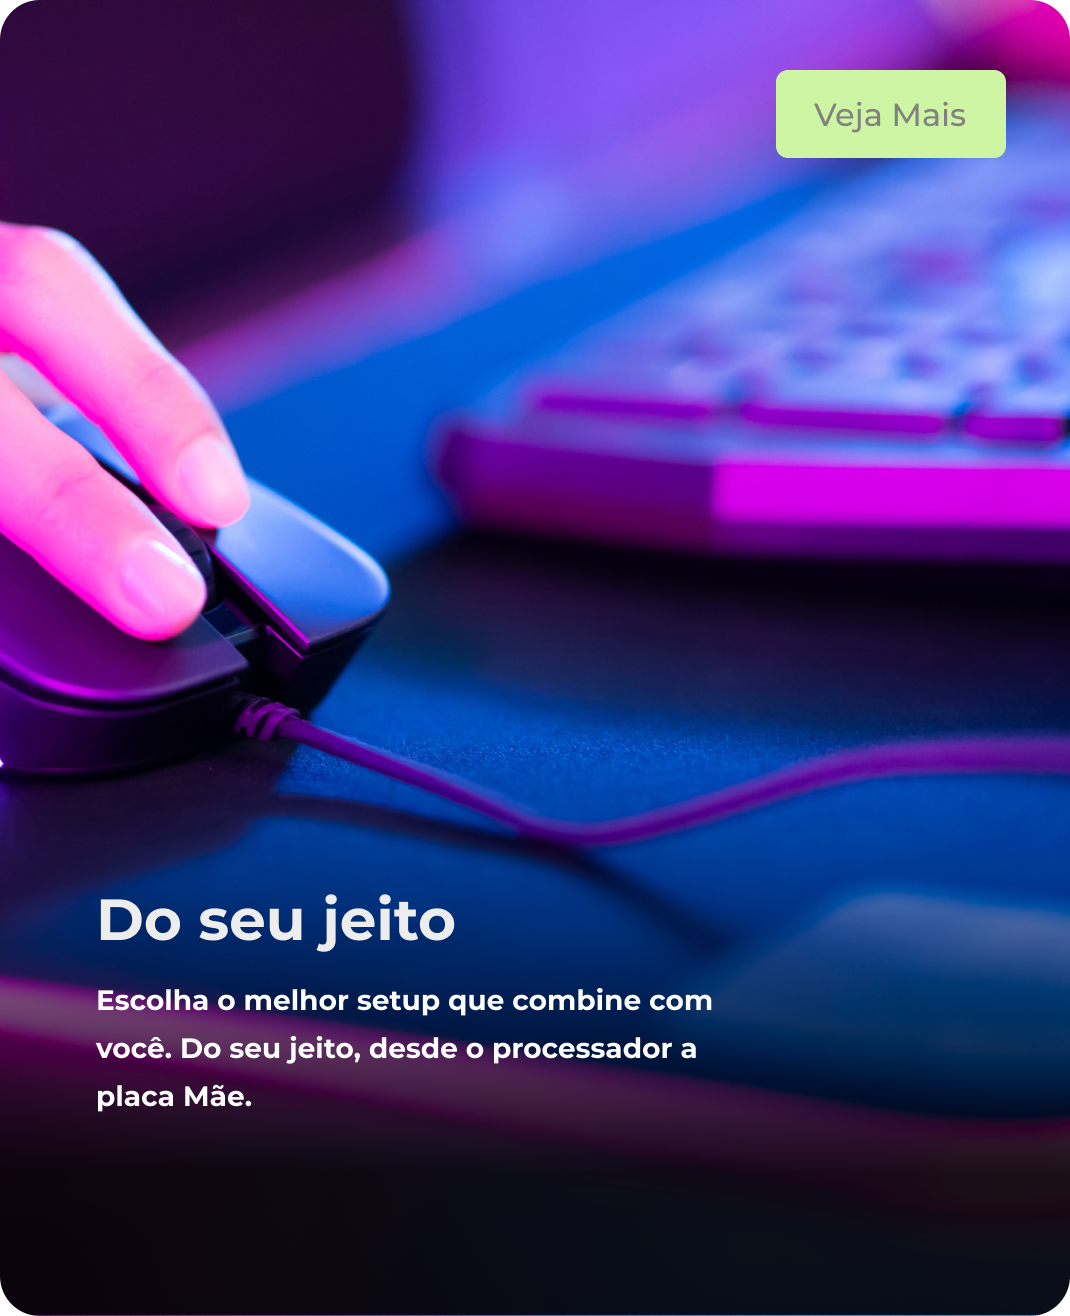 Veja Mais
Do seu jeito
Escolha o melhor setup que combine com
você. Do seu jeito, desde o processador a
placa Mãe.